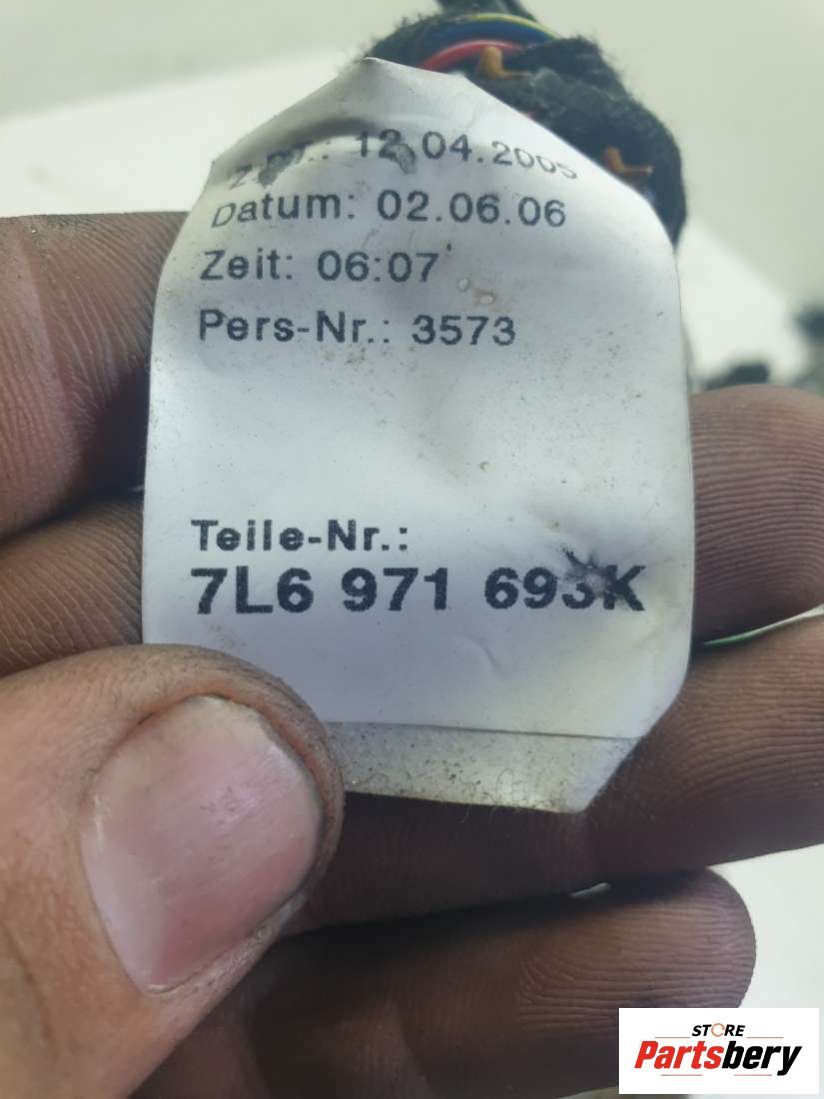 12.04.2005
Datum: 02.06.06
Zeit: 06:07
Pers-Nr.: 3573
Teile-Nr.:
7L6 971 693K
STORE
Partsbery